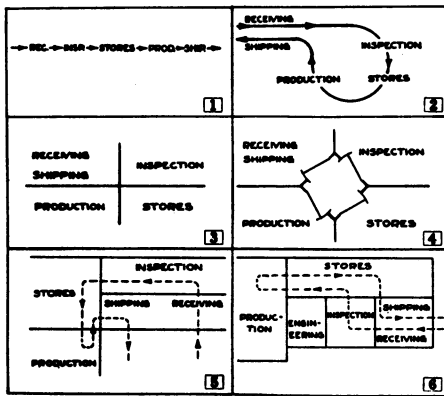 REC. INSP. STORES PROD. SHIP.
1
RECEIVING
SHIPPING
INSPECTION
PRODUCTION
STORES
2
RECEIVING
SHIPPING
INSPECTION
PRODUCTION
STORES
3
RECEIVING
SHIPPING
INSPECTION
PRODUCTION
STORES
4
INSPECTION
STORES
SHIPPING RECEIVING
PRODUCTION
5
STORES
PRODUC-
TION
ENGIN-
EERING
INSPECTION
SHIPPING
RECEIVING
6